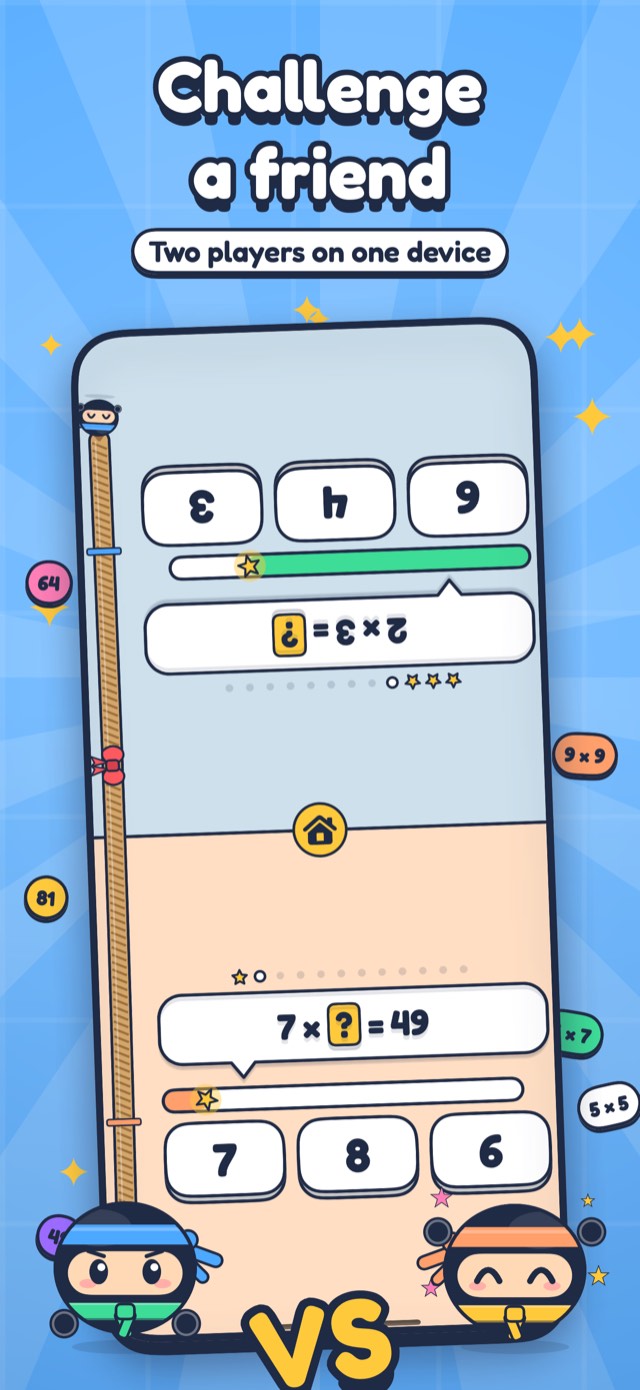 Challenge
a friend
Two players on one device
3 4 6
2 × 3 = ?
64
9 × 9
81
7 × ? = 49
× 7
5 × 5
7 8 6
VS